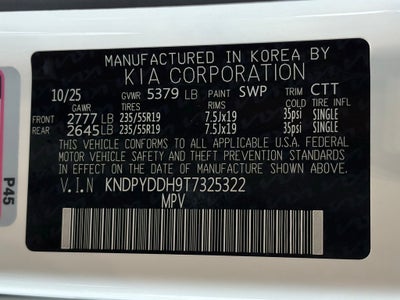 MANUFACTURED IN KOREA BY
KIA CORPORATION
10/25 GVWR 5379 LB PAINT SWP TRIM CTT
GAWR TIRES RIMS COLD TIRE INFL
FRONT 2777 LB 235/55R19 7.5Jx19 35psi SINGLE
REAR 2645 LB 235/55R19 7.5Jx19 35psi SINGLE
THIS VEHICLE CONFORMS TO ALL APPLICABLE U.S.A. FEDERAL
MOTOR VEHICLE SAFETY AND THEFT PREVENTION STANDARDS
IN EFFECT ON THE DATE OF MANUFACTURE SHOWN ABOVE.
V.I.N KNDPYDDH9T7325322
MPV
P45